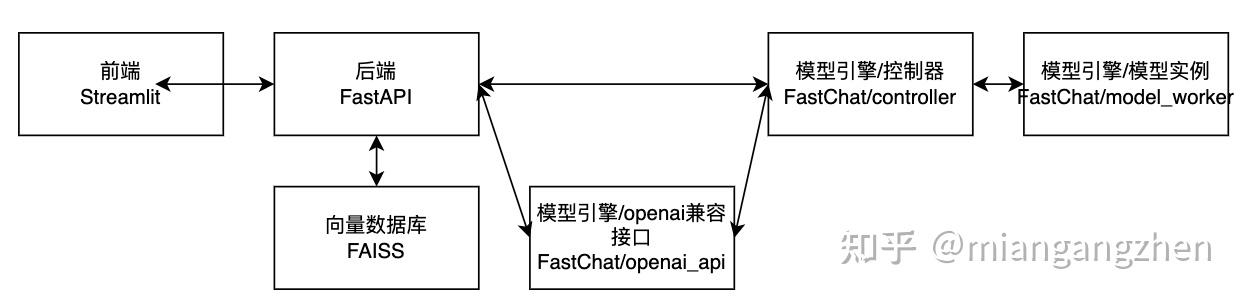 前端
Streamlit
后端
FastAPI
模型引擎/控制器
FastChat/controller
模型引擎/模型实例
FastChat/model_worker
向量数据库
FAISS
模型引擎/openai兼容
接口
FastChat/openai_api
知乎 @miangangzhen